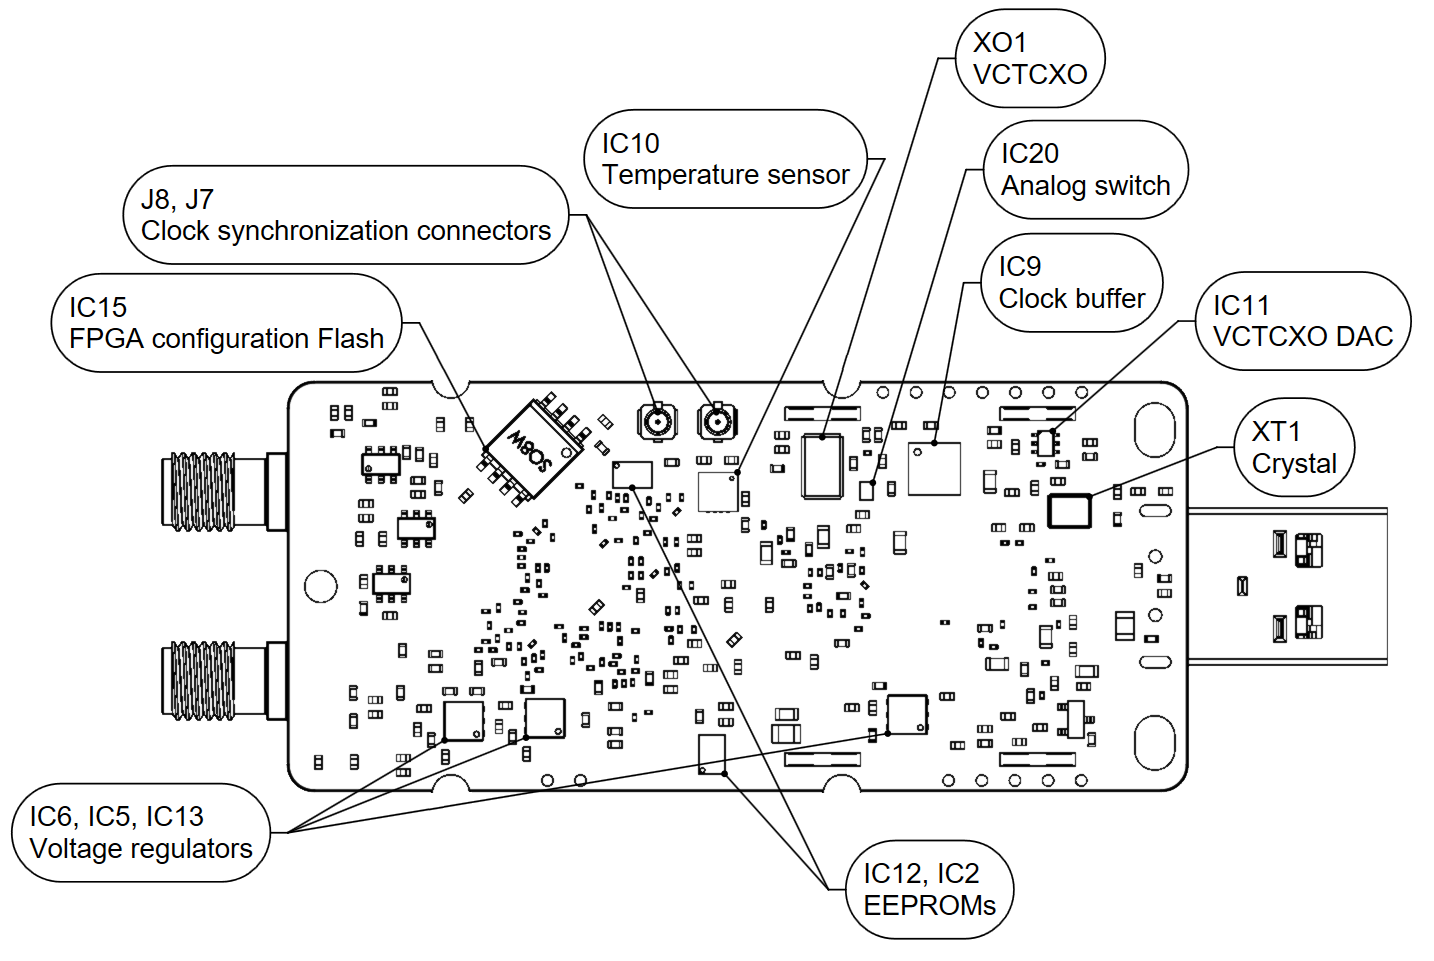 XO1
VCTCXO
IC10
Temperature sensor
IC20
Analog switch
J8, J7
Clock synchronization connectors
IC9
Clock buffer
IC15
FPGA configuration Flash
IC11
VCTCXO DAC
XT1
Crystal
SO8W
IC6, IC5, IC13
Voltage regulators
IC12, IC2
EEPROMs